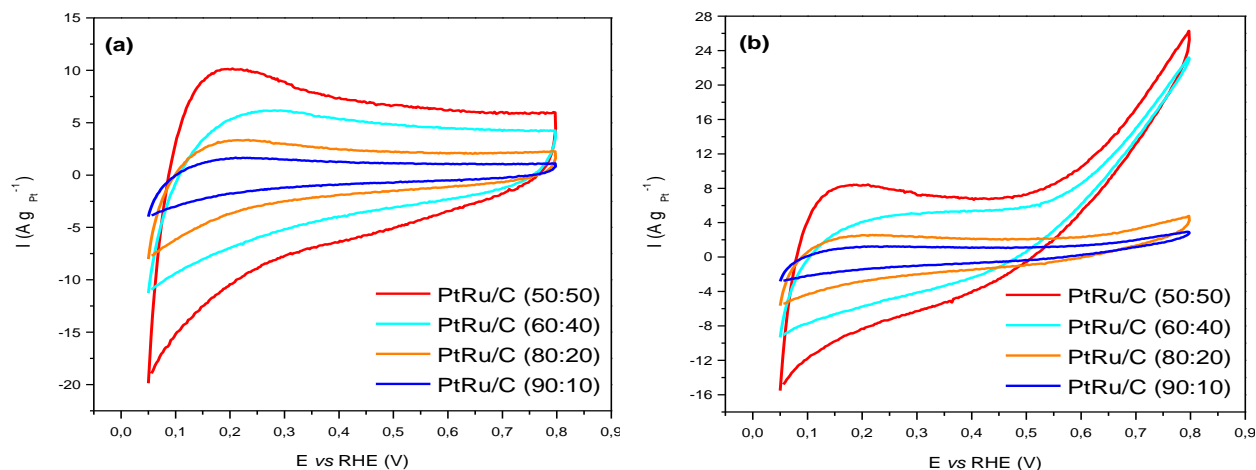 (a)
15
10
5
0
-5
-10
-15
-20
I (A g Pt -1)
PtRu/C (50:50)
PtRu/C (60:40)
PtRu/C (80:20)
PtRu/C (90:10)
0,0 0,1 0,2 0,3 0,4 0,5 0,6 0,7 0,8 0,9
E vs RHE (V)
(b)
28
24
20
16
12
8
4
0
-4
-8
-12
-16
I (A g Pt -1)
PtRu/C (50:50)
PtRu/C (60:40)
PtRu/C (80:20)
PtRu/C (90:10)
0,0 0,1 0,2 0,3 0,4 0,5 0,6 0,7 0,8 0,9
E vs RHE (V)